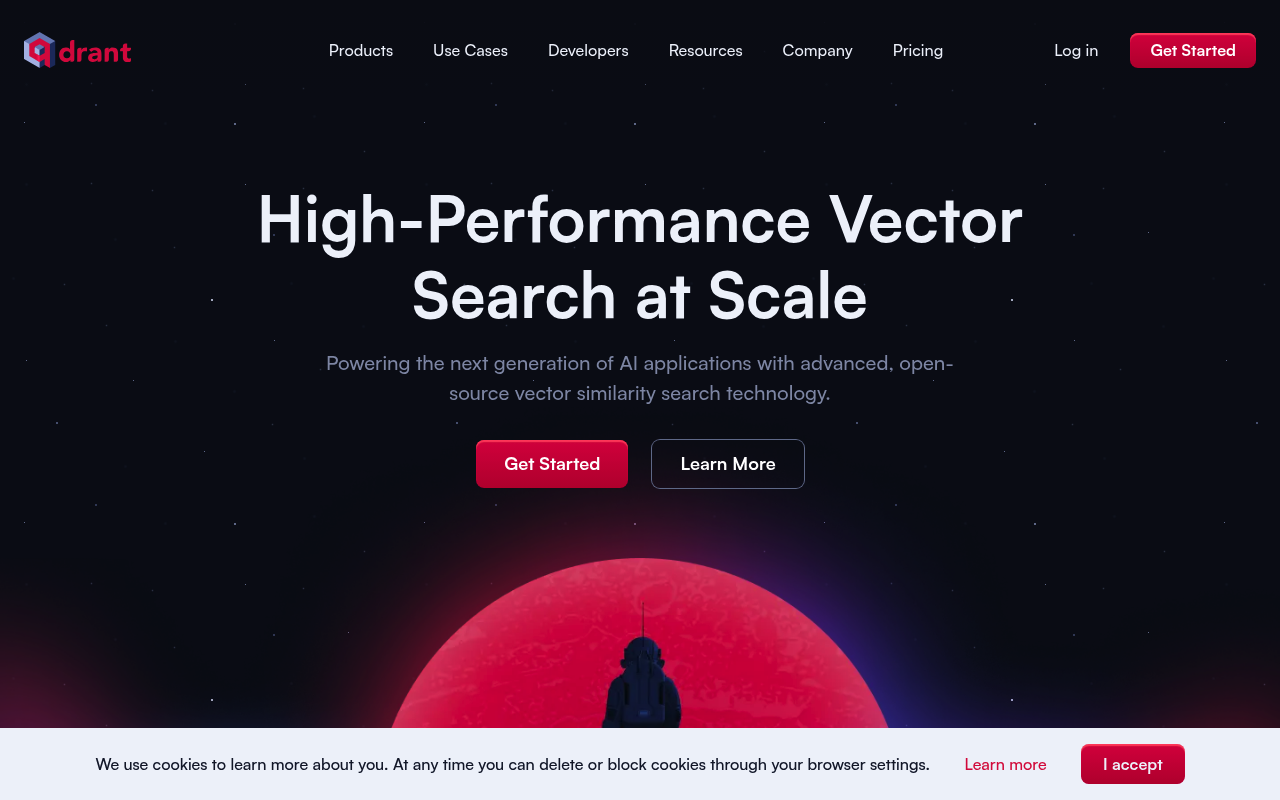 drant
Products Use Cases Developers Resources Company Pricing Log in Get Started
High-Performance Vector
Search at Scale
Powering the next generation of AI applications with advanced, open-
source vector similarity search technology.
Get Started Learn More
We use cookies to learn more about you. At any time you can delete or block cookies through your browser settings. Learn more I accept